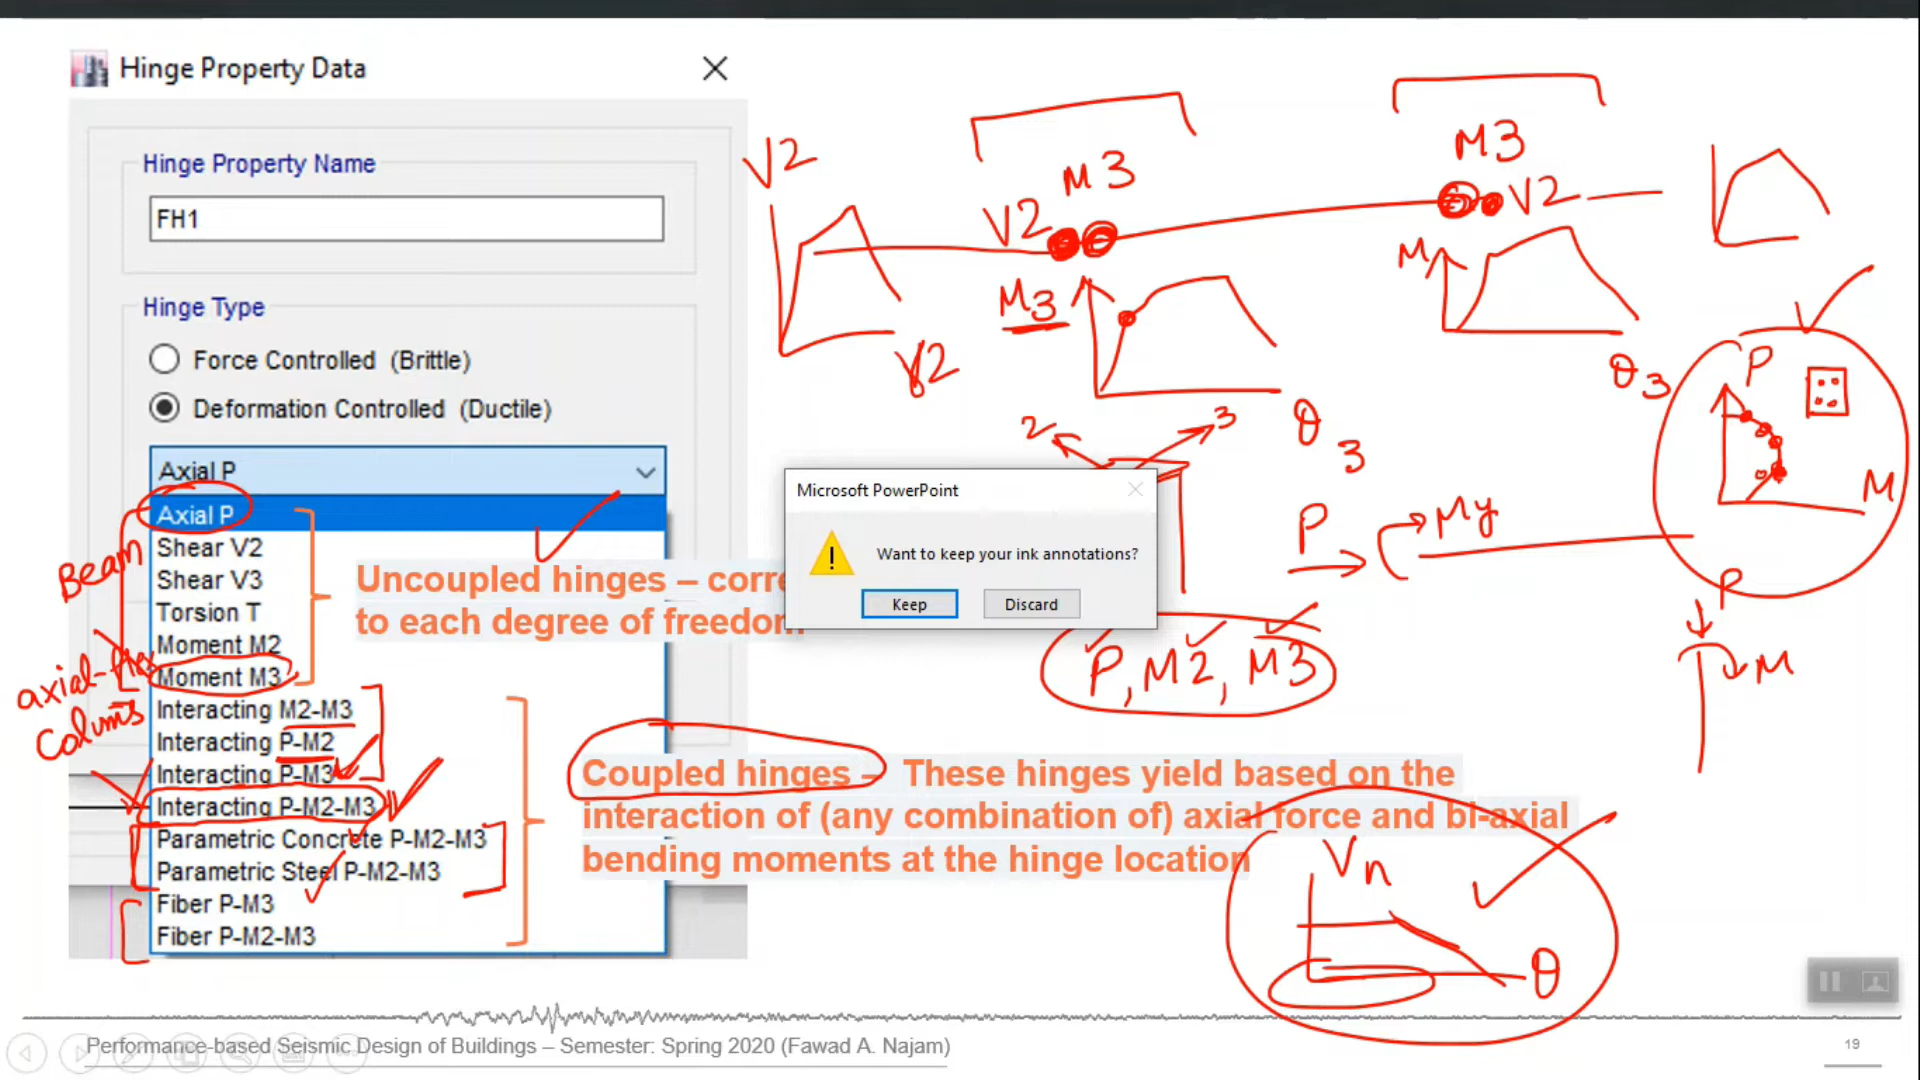 Hinge Property Data
Hinge Property Name
FH1
Hinge Type
Force Controlled (Brittle)
Deformation Controlled (Ductile)
Axial P
Axial P
Shear V2
Shear V3
Torsion T
Moment M2
Moment M3
Interacting M2-M3
Interacting P-M2
Interacting P-M3
Interacting P-M2-M3
Parametric Concrete P-M2-M3
Parametric Steel P-M2-M3
Fiber P-M3
Fiber P-M2-M3
Beam
Uncoupled hinges – corre
to each degree of freedom
Coupled hinges – These hinges yield based on the
interaction of (any combination of) axial force and bi-axial
bending moments at the hinge location
Microsoft PowerPoint
Want to keep your ink annotations?
Keep
Discard
V2
V2
M3
M3
V2
M3
V2
M
θ3
θ3
2
3
P
My
P
M
P
M
P, M2, M3
Vn
θ
Performance-based Seismic Design of Buildings – Semester: Spring 2020 (Fawad A. Najam)
19